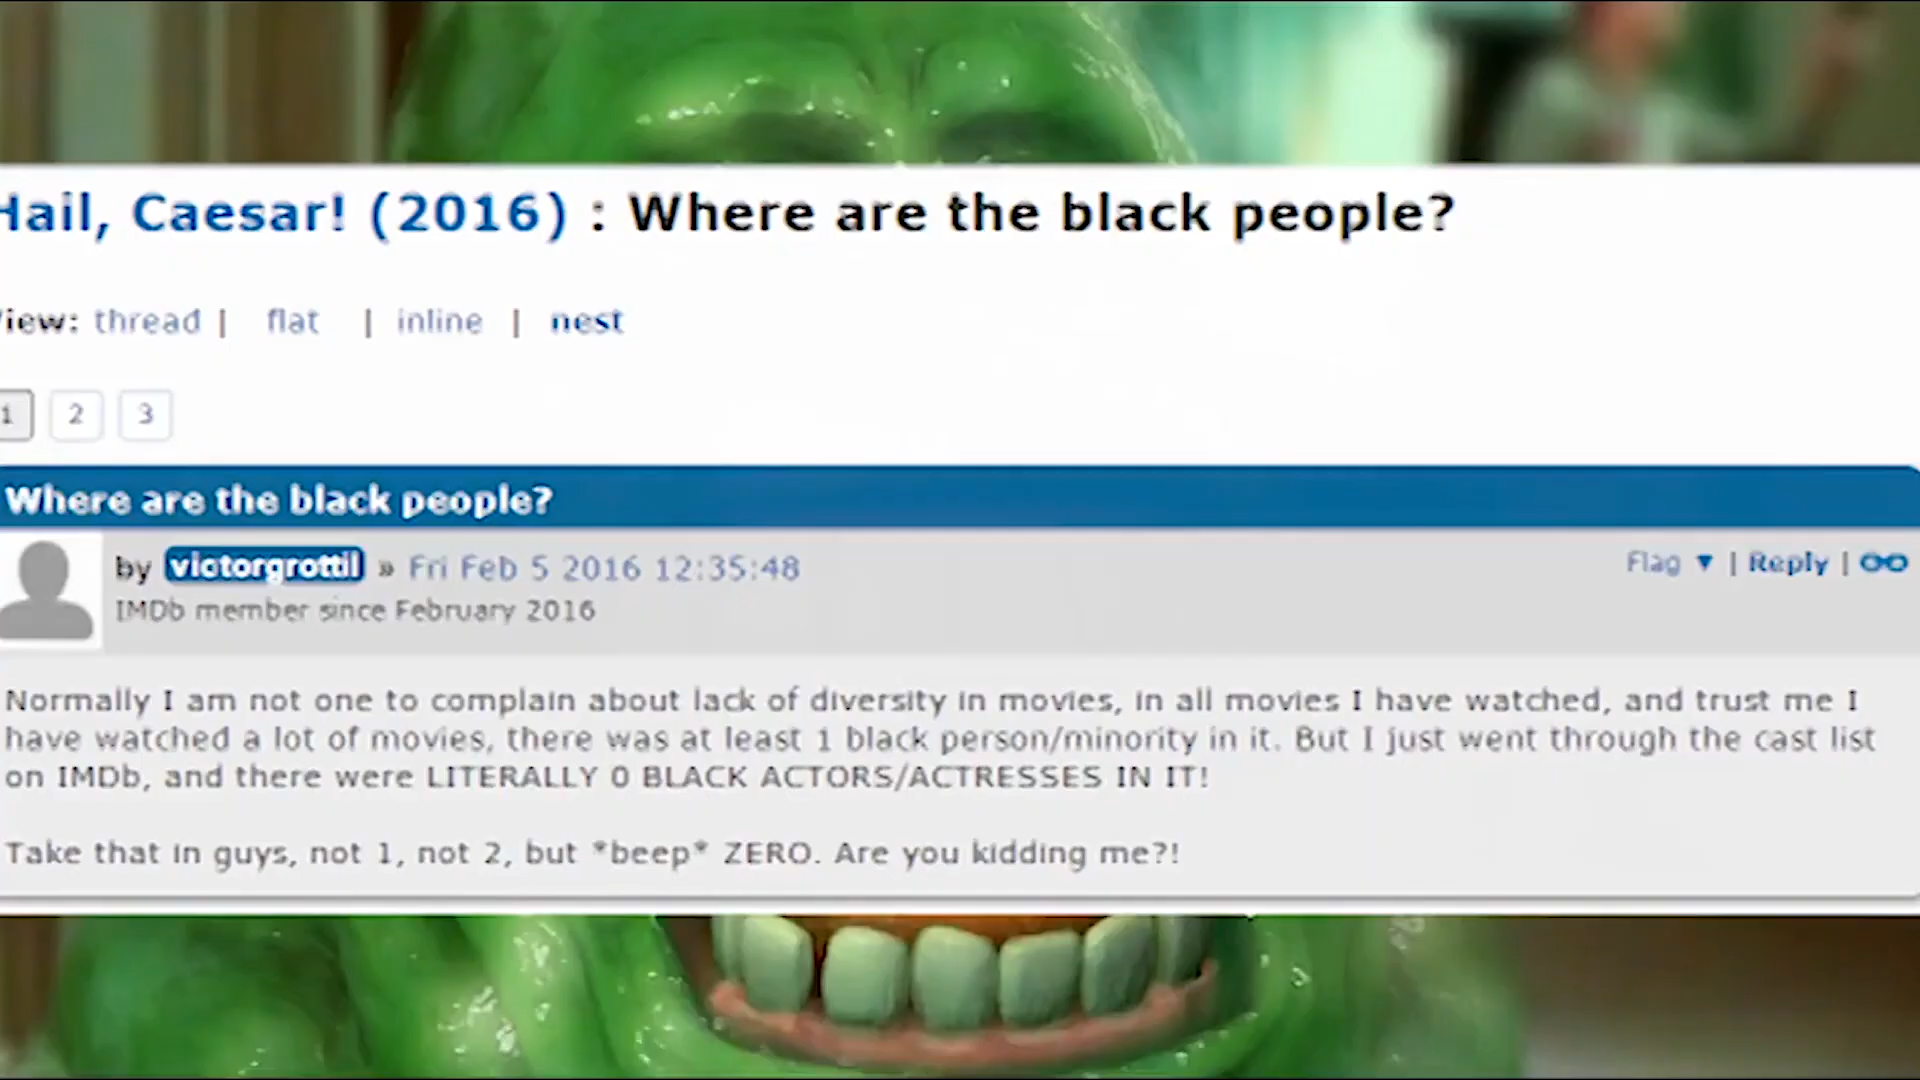 Hail, Caesar! (2016) : Where are the black people?
View: thread | flat | inline | nest
1 2 3
Where are the black people?
by victorgrottil » Fri Feb 5 2016 12:35:48 Flag ▼ | Reply |
IMDb member since February 2016
Normally I am not one to complain about lack of diversity in movies, in all movies I have watched, and trust me I
have watched a lot of movies, there was at least 1 black person/minority in it. But I just went through the cast list
on IMDb, and there were LITERALLY 0 BLACK ACTORS/ACTRESSES IN IT!
Take that in guys, not 1, not 2, but *beep* ZERO. Are you kidding me?!